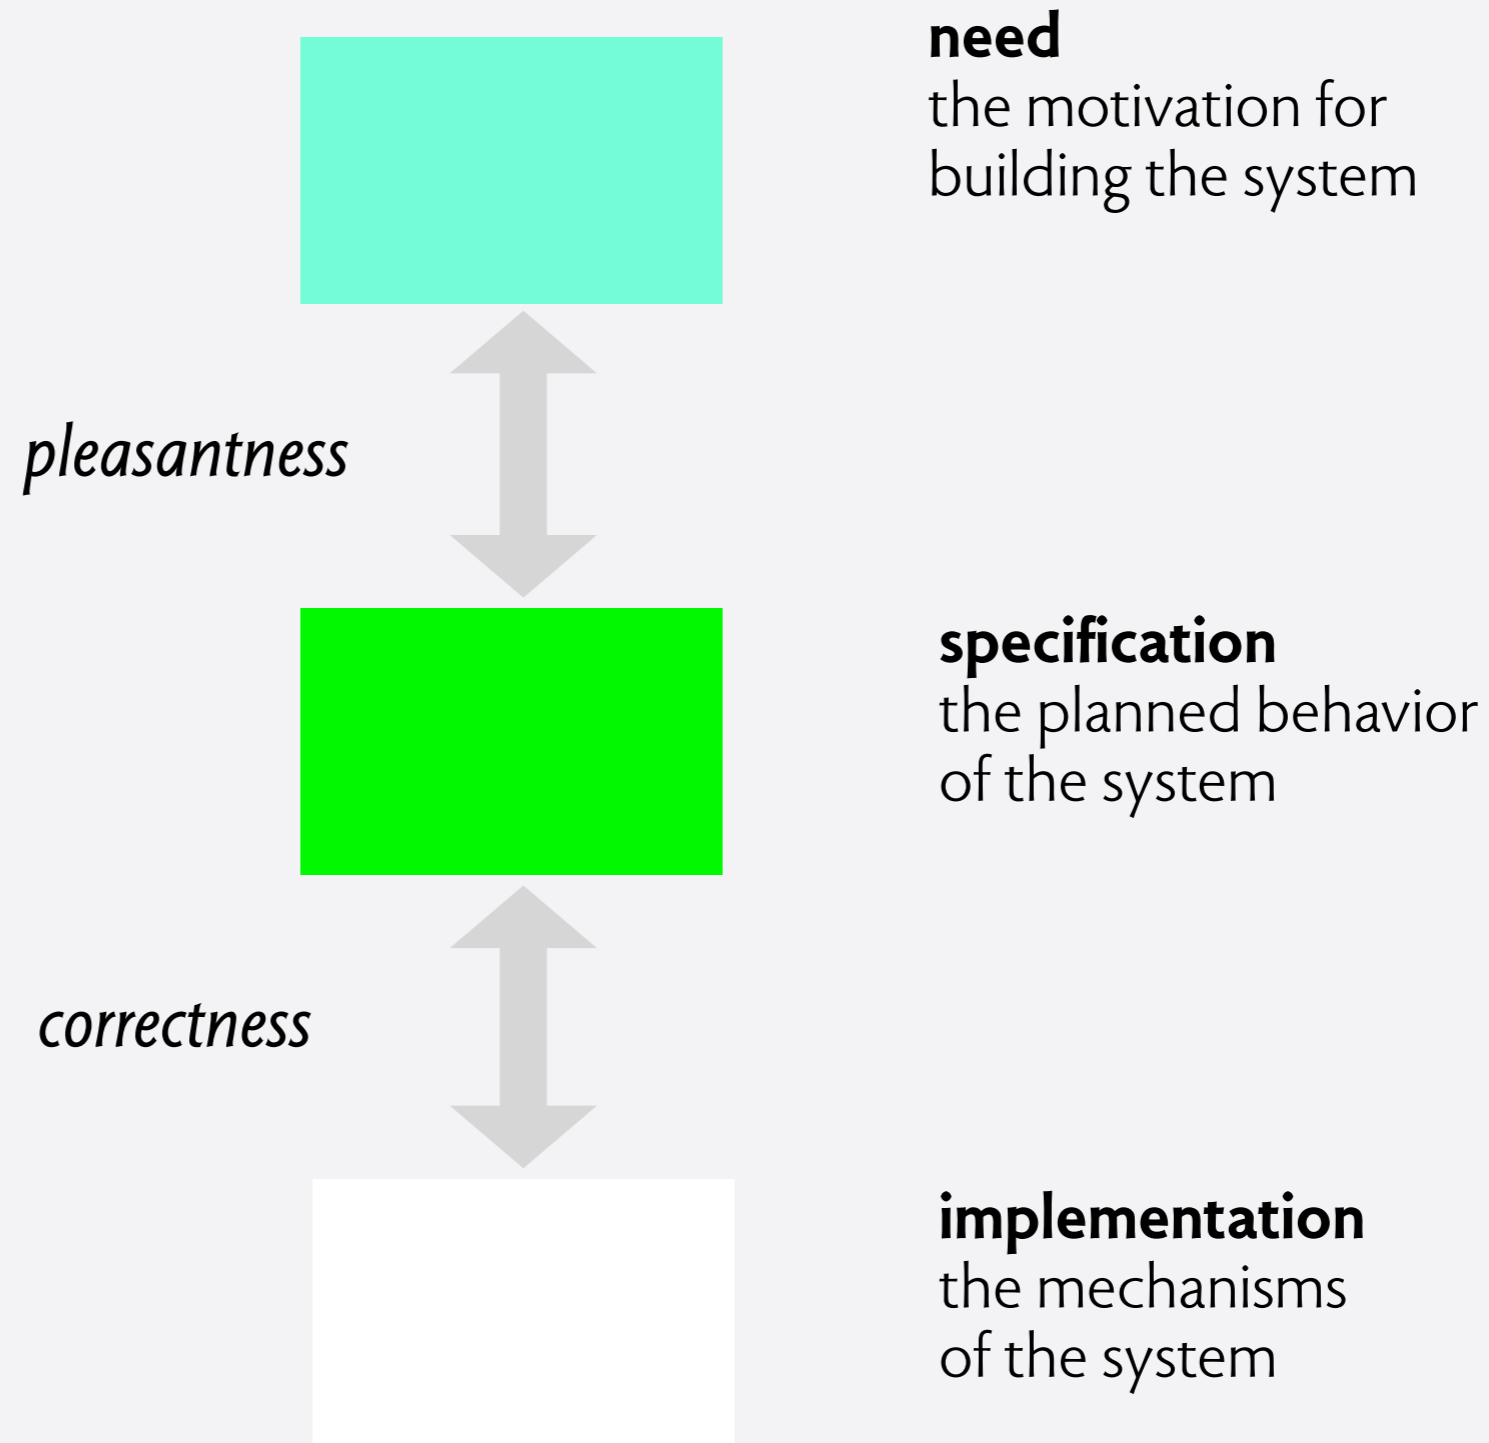 need
the motivation for
building the system
pleasantness
specification
the planned behavior
of the system
correctness
implementation
the mechanisms
of the system